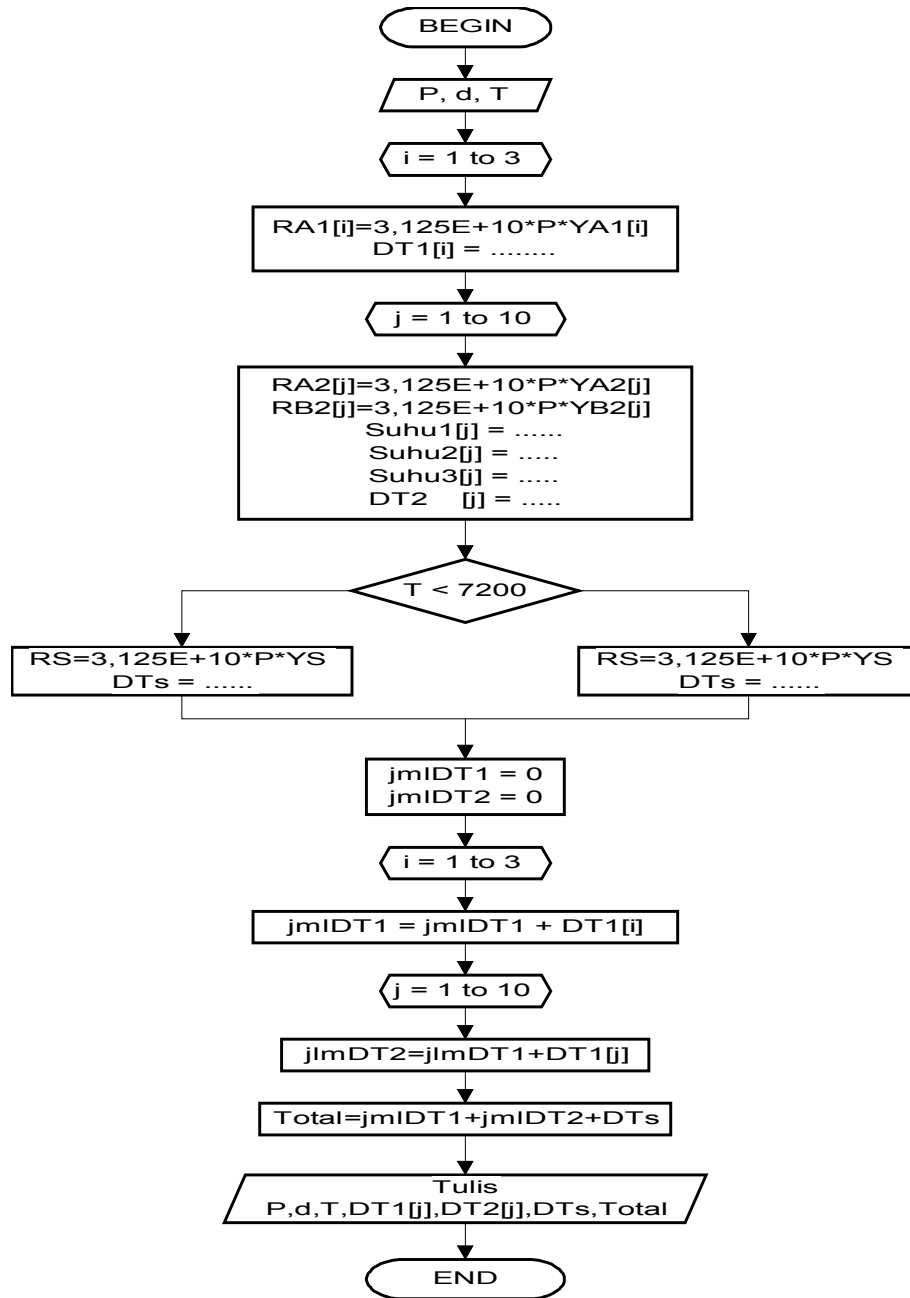 BEGIN
P, d, T
i = 1 to 3
RA1[i]=3,125E+10*P*YA1[i]
DT1[i] = ........
j = 1 to 10
RA2[j]=3,125E+10*P*YA2[j]
RB2[j]=3,125E+10*P*YB2[j]
Suhu1[j] = ......
Suhu2[j] = .....
Suhu3[j] = .....
DT2 [j] = .....
T < 7200
RS=3,125E+10*P*YS
DTs = ......
RS=3,125E+10*P*YS
DTs = ......
jmlDT1 = 0
jmlDT2 = 0
i = 1 to 3
jmlDT1 = jmlDT1 + DT1[i]
j = 1 to 10
jlmDT2=jlmDT1+DT1[j]
Total=jmlDT1+jmlDT2+DTs
Tulis
P,d,T,DT1[j],DT2[j],DTs,Total
END